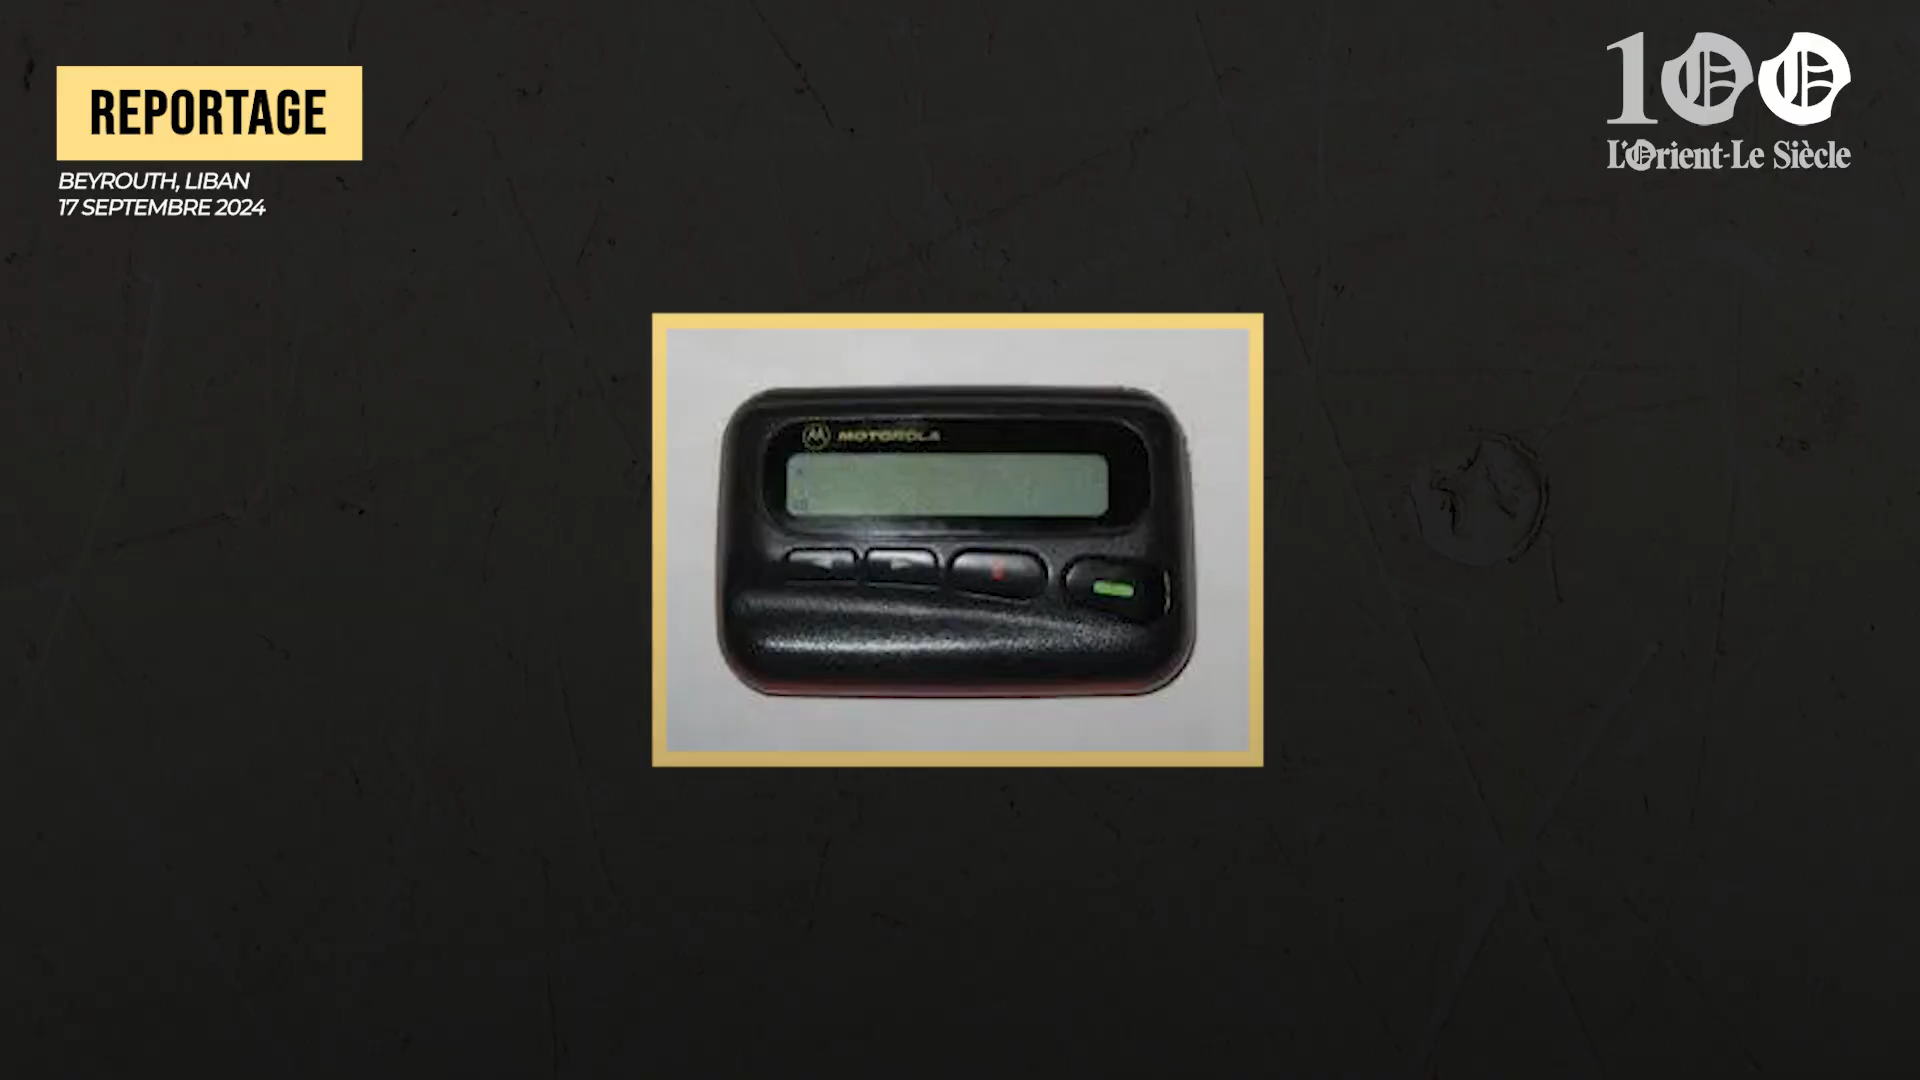 REPORTAGE
BEYROUTH, LIBAN
17 SEPTEMBRE 2024
100
L'Orient-Le Siècle
MOTOROLA